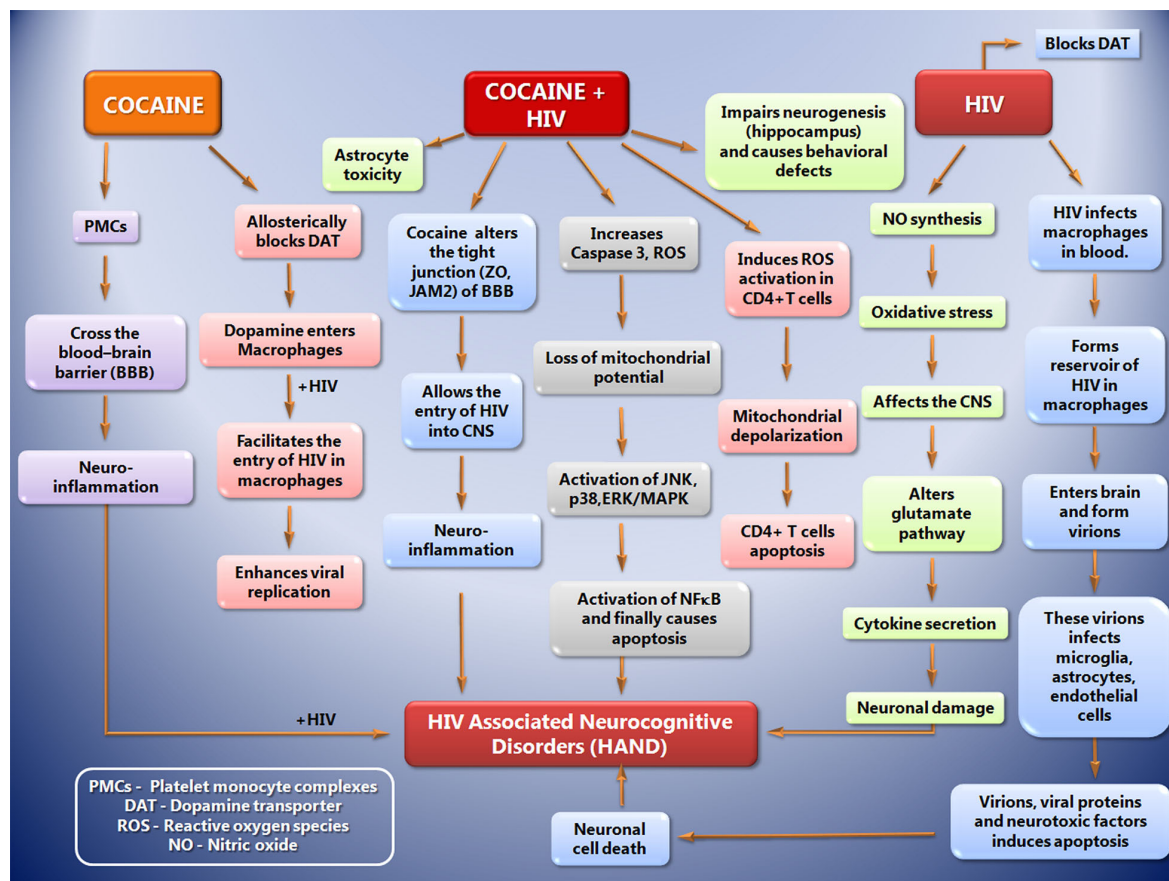 Blocks DAT
COCAINE
COCAINE +
HIV
HIV
Impairs neurogenesis
(hippocampus)
and causes behavioral
defects
Astrocyte
toxicity
PMCs
Cross the
blood–brain
barrier (BBB)
Neuro-
inflammation
+HIV
Allosterically
blocks DAT
Dopamine enters
Macrophages
+HIV
Facilitates the
entry of HIV in
macrophages
Enhances viral
replication
Cocaine alters
the tight
junction (ZO,
JAM2) of BBB
Allows the
entry of HIV
into CNS
Neuro-
inflammation
Increases
Caspase 3, ROS
Loss of mitochondrial
potential
Activation of JNK,
p38,ERK/MAPK
Activation of NFκB
and finally causes
apoptosis
Induces ROS
activation in
CD4+T cells
Mitochondrial
depolarization
CD4+ T cells
apoptosis
NO synthesis
Oxidative stress
Affects the CNS
Alters
glutamate
pathway
Cytokine secretion
Neuronal damage
HIV infects
macrophages
in blood.
Forms
reservoir of
HIV in
macrophages
Enters brain
and form
virions
These virions
infects
microglia,
astrocytes,
endothelial
cells
Virions, viral proteins
and neurotoxic factors
induces apoptosis
Neuronal
cell death
HIV Associated Neurocognitive
Disorders (HAND)
PMCs - Platelet monocyte complexes
DAT - Dopamine transporter
ROS - Reactive oxygen species
NO - Nitric oxide